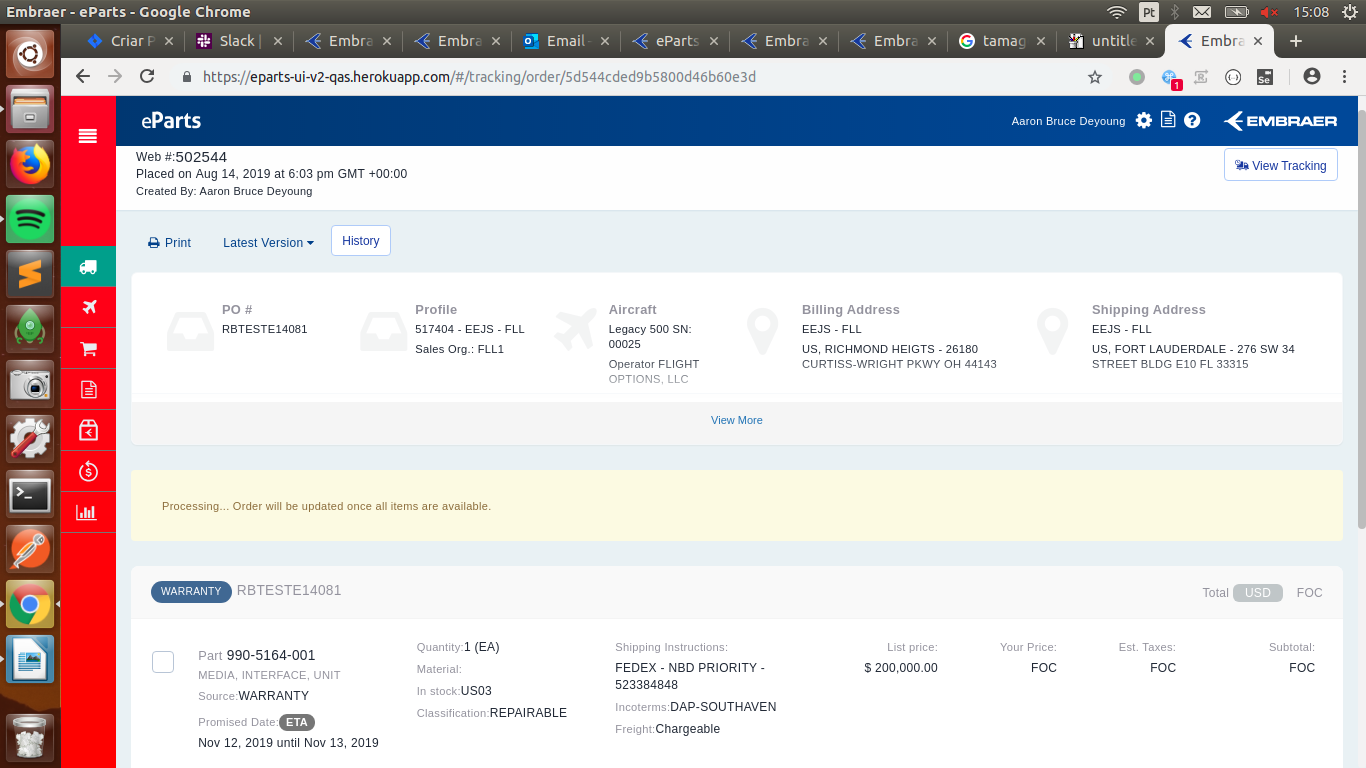 Embraer - eParts - Google Chrome
Pt
15:08
Criar P
Slack |
Embra
Embra
Email -
eParts
Embra
Embra
tamag
untitle
Embra
https://eparts-ui-v2-qas.herokuapp.com/#/tracking/order/5d544cded9b5800d46b60e3d
1
Se
eParts
Aaron Bruce Deyoung
EMBRAER
Web #:502544
Placed on Aug 14, 2019 at 6:03 pm GMT +00:00
Created By: Aaron Bruce Deyoung
View Tracking
Print
Latest Version
History
PO #
RBTESTE14081
Profile
517404 - EEJS - FLL
Sales Org.: FLL1
Aircraft
Legacy 500 SN:
00025
Operator FLIGHT
OPTIONS, LLC
Billing Address
EEJS - FLL
US, RICHMOND HEIGTS - 26180
CURTISS-WRIGHT PKWY OH 44143
Shipping Address
EEJS - FLL
US, FORT LAUDERDALE - 276 SW 34
STREET BLDG E10 FL 33315
View More
Processing... Order will be updated once all items are available.
WARRANTY RBTESTE14081
Total USD FOC
Part 990-5164-001
MEDIA, INTERFACE, UNIT
Source:WARRANTY
Promised Date: ETA
Nov 12, 2019 until Nov 13, 2019
Quantity:1 (EA)
Material:
In stock:US03
Classification:REPAIRABLE
Shipping Instructions:
FEDEX - NBD PRIORITY -
523384848
Incoterms:DAP-SOUTHAVEN
Freight:Chargeable
List price:
$ 200,000.00
Your Price:
FOC
Est. Taxes:
FOC
Subtotal:
FOC